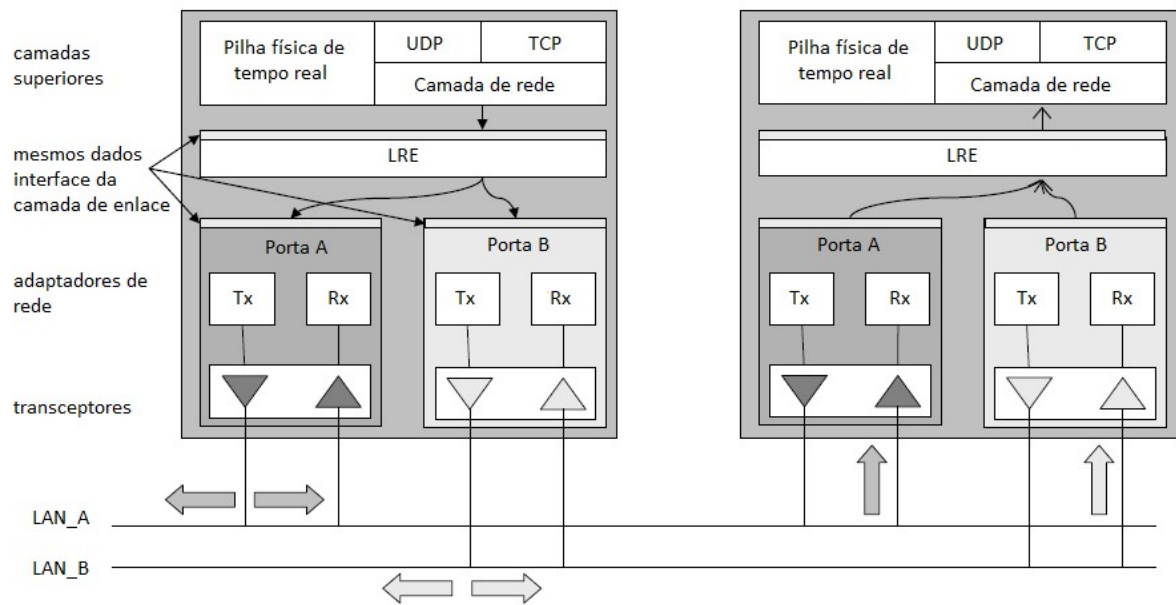 camadas
superiores
Pilha física de
tempo real
UDP
TCP
Camada de rede
Pilha física de
tempo real
UDP
TCP
Camada de rede
mesmos dados
interface da
camada de enlace
LRE
LRE
Porta A
Porta B
Porta A
Porta B
adaptadores de
rede
Tx
Rx
Tx
Rx
Tx
Rx
Tx
Rx
transceptores
LAN_A
LAN_B